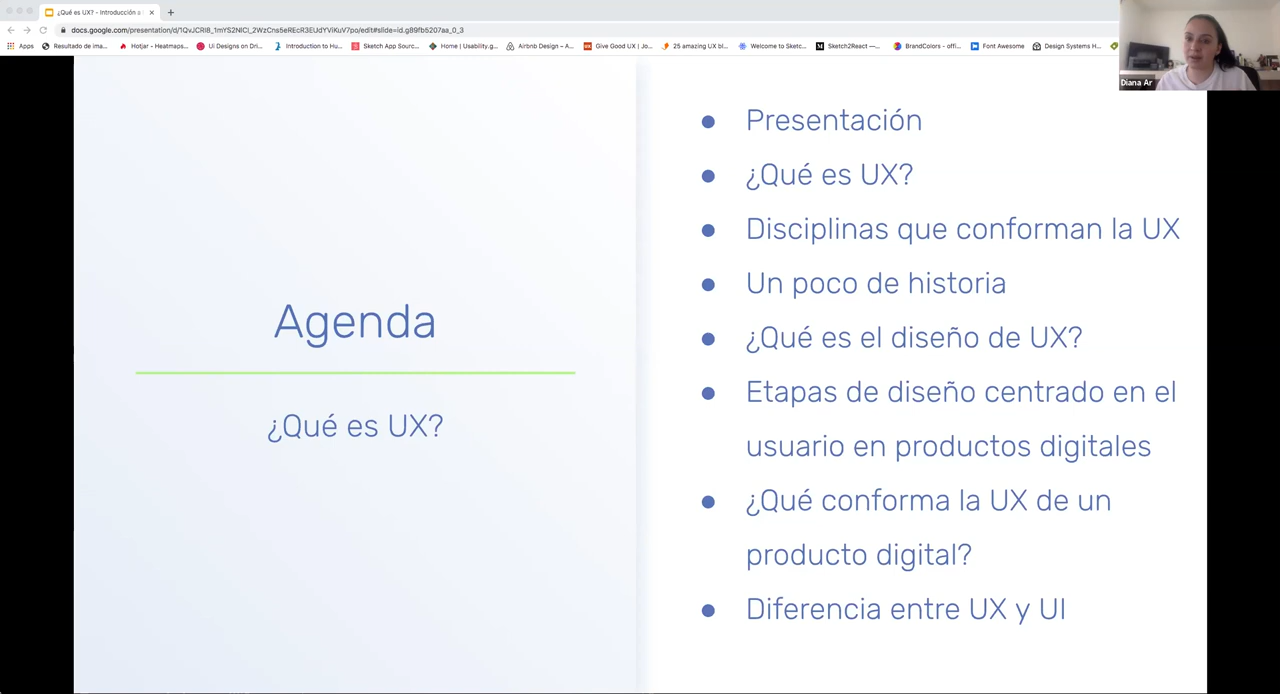 ¿Qué es UX? - Introducción a
docs.google.com/presentation/d/1QvJCRI8_1mYS2NICI_2WzCns5eREcR3EUdYViKuV7po/edit#slide=id.g89fb5207aa_0_3
Apps Resultado de ima... Hotjar - Heatmaps... Ui Designs on Dri... Introduction to Hu... Sketch App Sourc... Home | Usability.g... Airbnb Design – A... Give Good UX | Jo... 25 amazing UX bl... Welcome to Sketc... Sketch2React —... BrandColors - offi... Font Awesome Design Systems H...
Diana Ar
Agenda
¿Qué es UX?
● Presentación
● ¿Qué es UX?
● Disciplinas que conforman la UX
● Un poco de historia
● ¿Qué es el diseño de UX?
● Etapas de diseño centrado en el
usuario en productos digitales
● ¿Qué conforma la UX de un
producto digital?
● Diferencia entre UX y UI